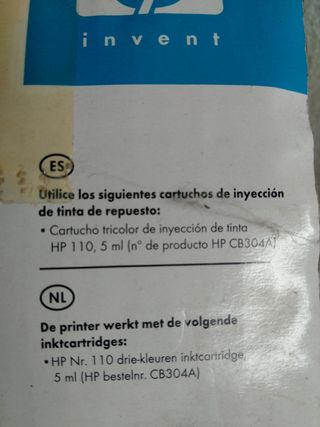 hp
invent
ES
Utilice los siguientes cartuchos de inyección
de tinta de repuesto:
• Cartucho tricolor de inyección de tinta
HP 110, 5 ml (n° de producto HP CB304A)
NL
De printer werkt met de volgende
inktcartridges:
• HP Nr. 110 drie-kleuren inktcartridge,
5 ml (HP bestelnr. CB304A)